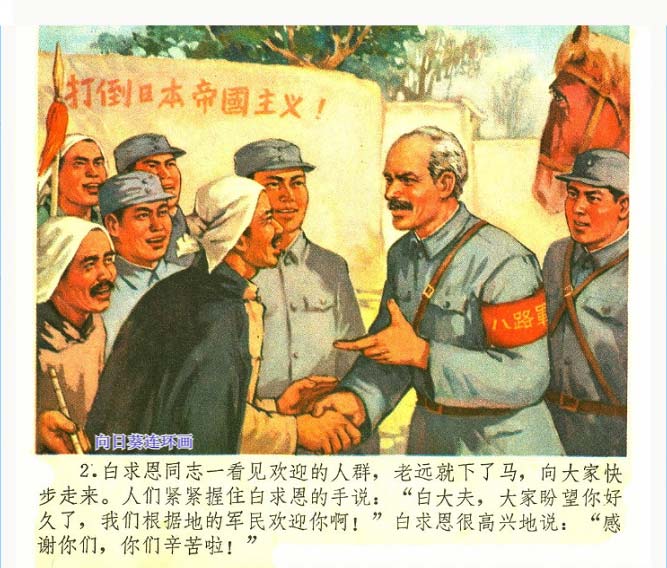 打倒日本帝國主义!
八路軍
向日葵连环画
2.白求恩同志一看见欢迎的人群，老远就下了马，向大家快
步走来。人们紧紧握住白求恩的手说：“白大夫，大家盼望你好
久了，我们根据地的军民欢迎你啊！”白求恩很高兴地说：“感
谢你们，你们辛苦啦！”